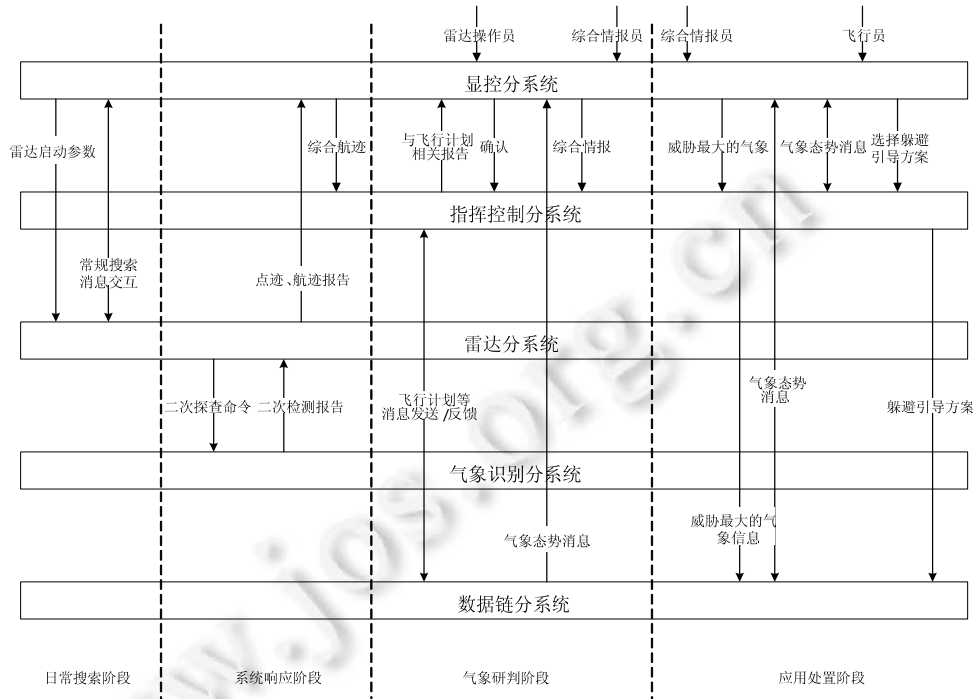 雷达操作员
综合情报员
综合情报员
飞行员
显控分系统
雷达启动参数
综合航迹
与飞行计划
相关报告
确认
综合情报
威胁最大的气象
气象态势消息
选择躲避
引导方案
指挥控制分系统
常规搜索
消息交互
点迹、航迹报告
雷达分系统
二次探查命令
二次检测报告
飞行计划等
消息发送/反馈
气象态势
消息
躲避引导方案
气象识别分系统
气象态势消息
威胁最大的气
象信息
数据链分系统
日常搜索阶段
系统响应阶段
气象研判阶段
应用处置阶段
www.jos.org.cn